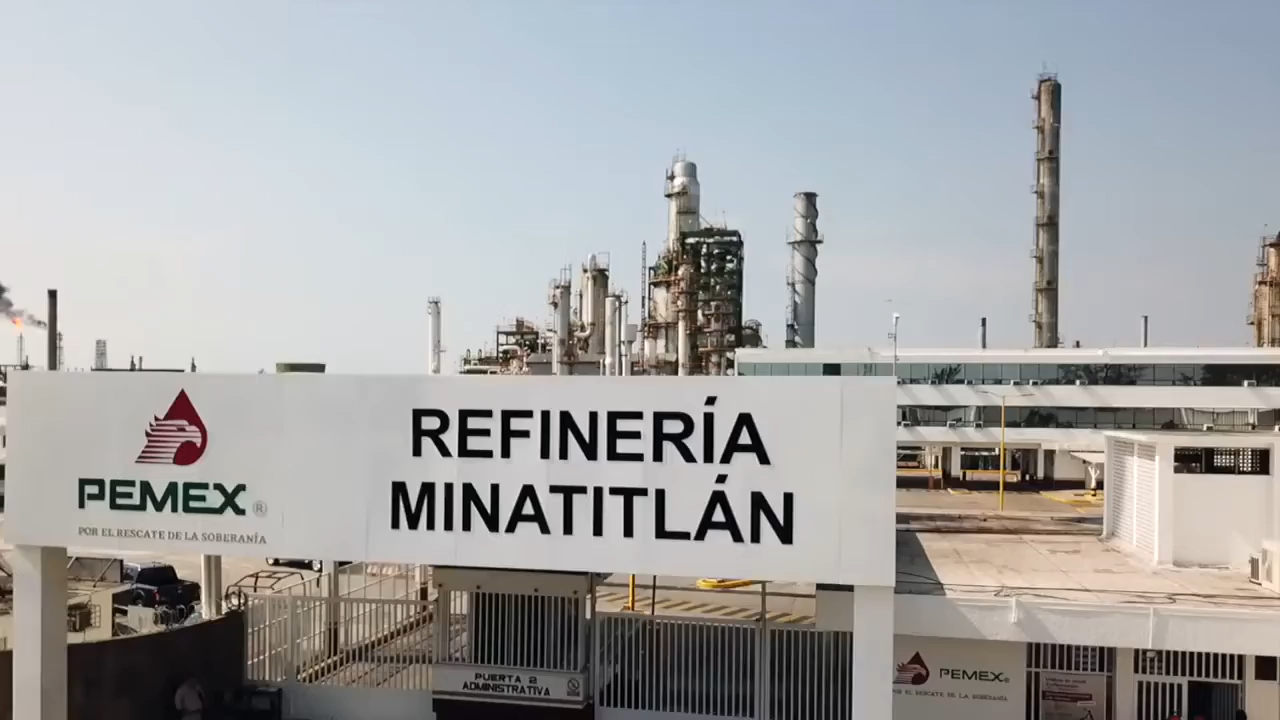 REFINERÍA
MINATITLÁN
PEMEX®
POR EL RESCATE DE LA SOBERANÍA
PUERTA 2
ADMINISTRATIVA
PEMEX®
POR EL RESCATE DE LA SOBERANÍA